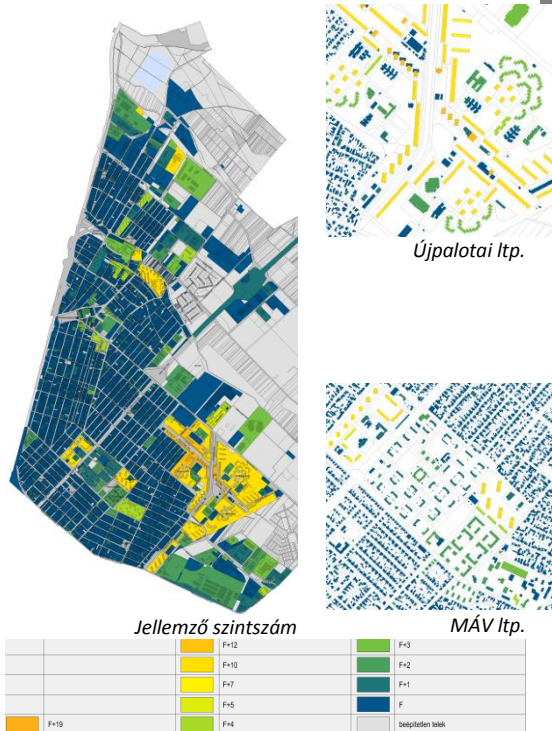 Újpalotai ltp.
Jellemző szintszám
MÁV ltp.
F+12
F+3
F+10
F+2
F+7
F+1
F+5
F
F+19
F+4
beépítetlen telek